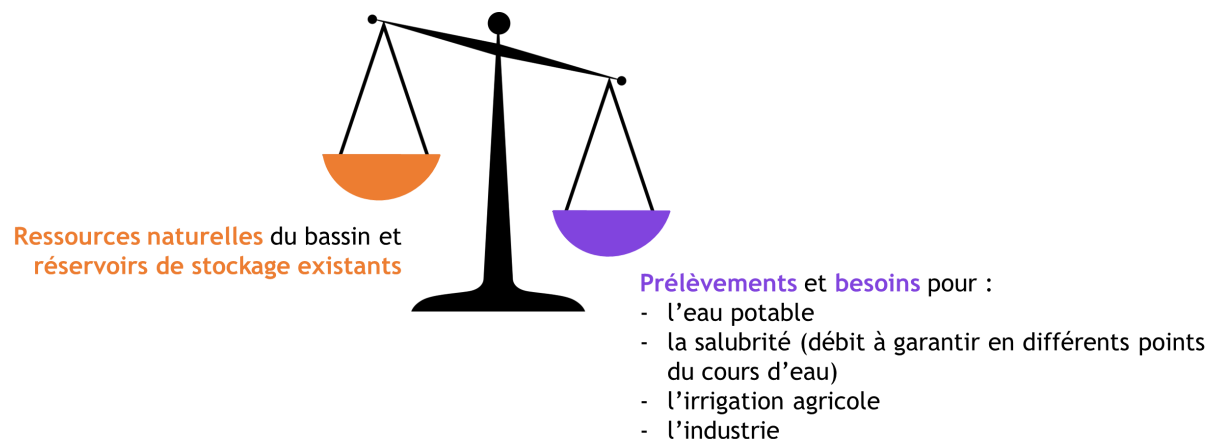 Ressources naturelles du bassin et
réservoirs de stockage existants
Prélèvements et besoins pour :
- l’eau potable
- la salubrité (débit à garantir en différents points
du cours d’eau)
- l’irrigation agricole
- l’industrie